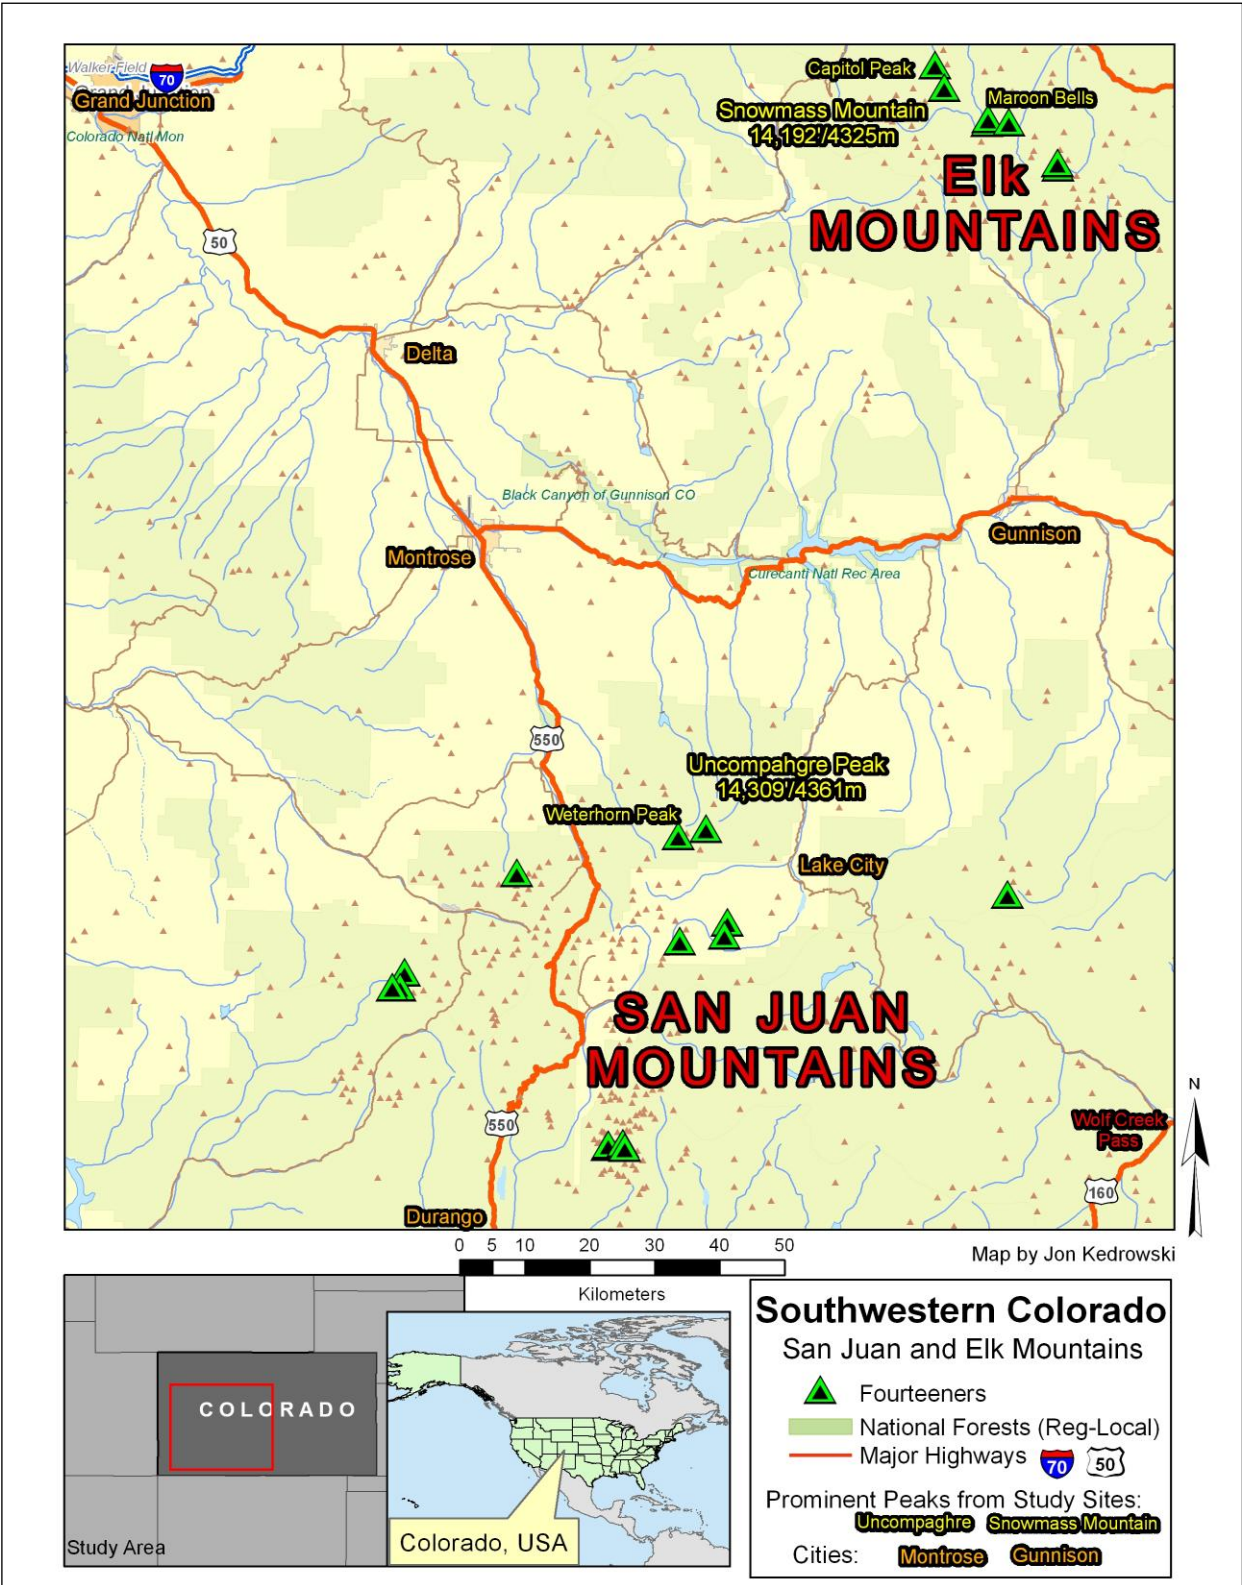 Walker Field
70
Grand Junction
Grand Junction
Colorado Natl Mon
Capitol Peak
Maroon Bells
Snowmass Mountain
14,192'/4325m
Elk
MOUNTAINS
50
Delta
Black Canyon of Gunnison CO
Montrose
Gunnison
Curecanti Natl Rec Area
550
Uncompahgre Peak
14,309'/4361m
Weterhorn Peak
Lake City
SAN JUAN
MOUNTAINS
550
Wolf Creek
Pass
160
Durango
N
0 5 10 20 30 40 50
Kilometers
Map by Jon Kedrowski
COLORADO
Study Area
Colorado, USA
Southwestern Colorado
San Juan and Elk Mountains
Fourteeners
National Forests (Reg-Local)
Major Highways 70 50
Prominent Peaks from Study Sites:
Uncompaghre Snowmass Mountain
Cities: Montrose Gunnison